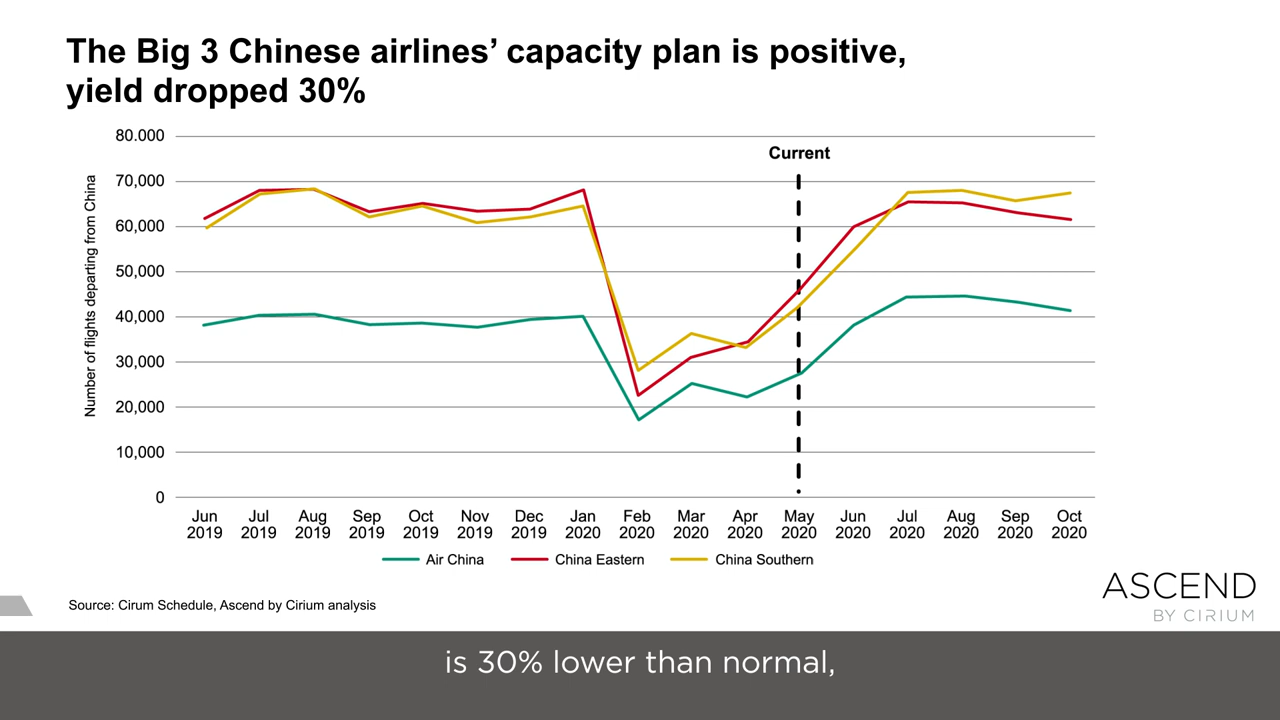 The Big 3 Chinese airlines’ capacity plan is positive,
yield dropped 30%
Number of flights departing from China
80.000
70,000
60,000
50,000
40,000
30,000
20,000
10,000
0
Current
Jun Jul Aug Sep Oct Nov Dec Jan Feb Mar Apr May Jun Jul Aug Sep Oct
2019 2019 2019 2019 2019 2019 2019 2020 2020 2020 2020 2020 2020 2020 2020 2020 2020
Air China China Eastern China Southern
Source: Cirum Schedule, Ascend by Cirium analysis
ASCEND
BY CIRIUM
is 30% lower than normal,